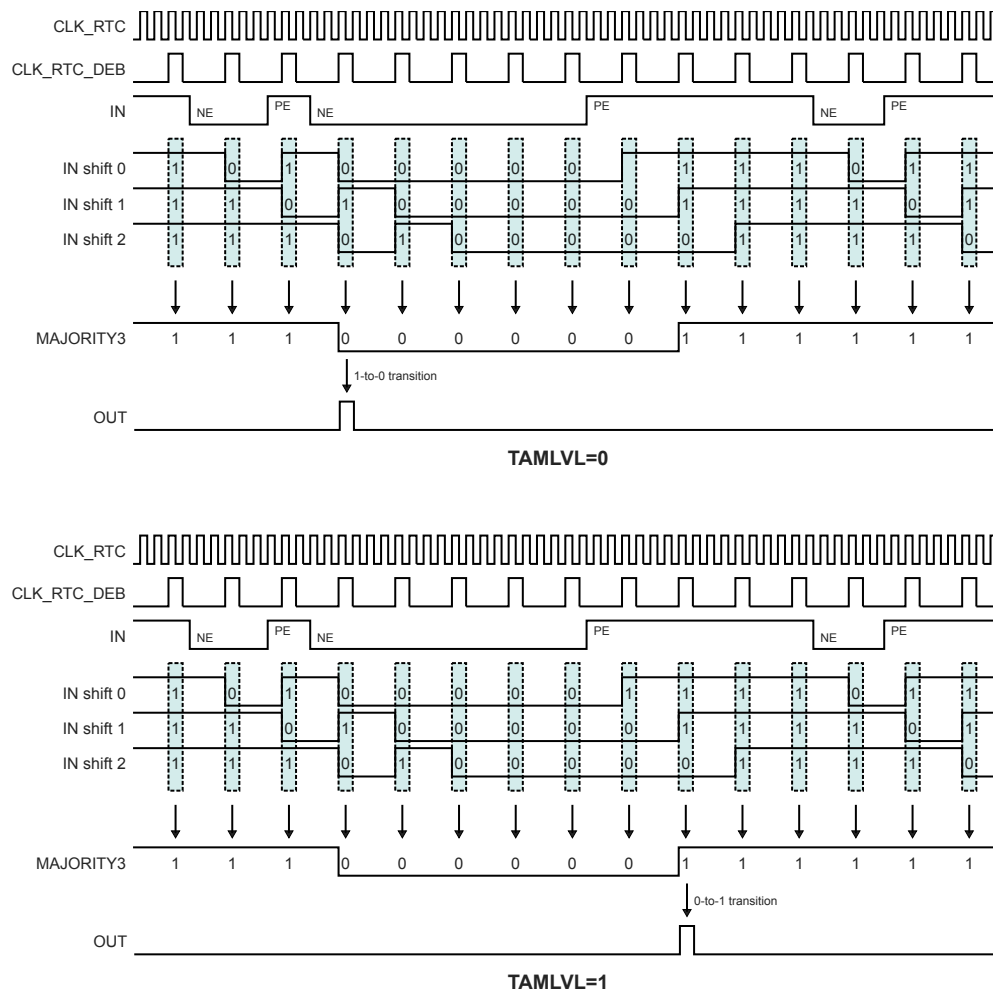 CLK_RTC
CLK_RTC_DEB
IN NE PE NE PE NE PE
IN shift 0 1 0 1 0 0 0 0 0 1 1 1 0 1 1
IN shift 1 1 1 0 1 0 0 0 0 0 1 1 1 1 0 1
IN shift 2 1 1 1 0 1 0 0 0 0 0 1 1 1 1 0
MAJORITY3 1 1 1 0 0 0 0 0 0 1 1 1 1 1 1
1-to-0 transition
OUT
TAMLVL=0
CLK_RTC
CLK_RTC_DEB
IN NE PE NE PE NE PE
IN shift 0 1 0 1 0 0 0 0 0 1 1 1 1 0 1 1
IN shift 1 1 1 0 1 0 0 0 0 0 1 1 1 1 0 1
IN shift 2 1 1 1 0 1 0 0 0 0 0 1 1 1 1 0
MAJORITY3 1 1 1 0 0 0 0 0 0 1 1 1 1 1 1
0-to-1 transition
OUT
TAMLVL=1